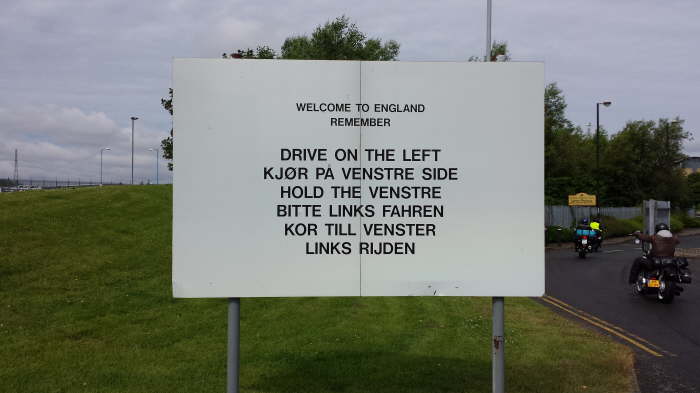 WELCOME TO ENGLAND
REMEMBER
DRIVE ON THE LEFT
KJØR PÅ VENSTRE SIDE
HOLD THE VENSTRE
BITTE LINKS FAHREN
KOR TILL VENSTER
LINKS RIJDEN